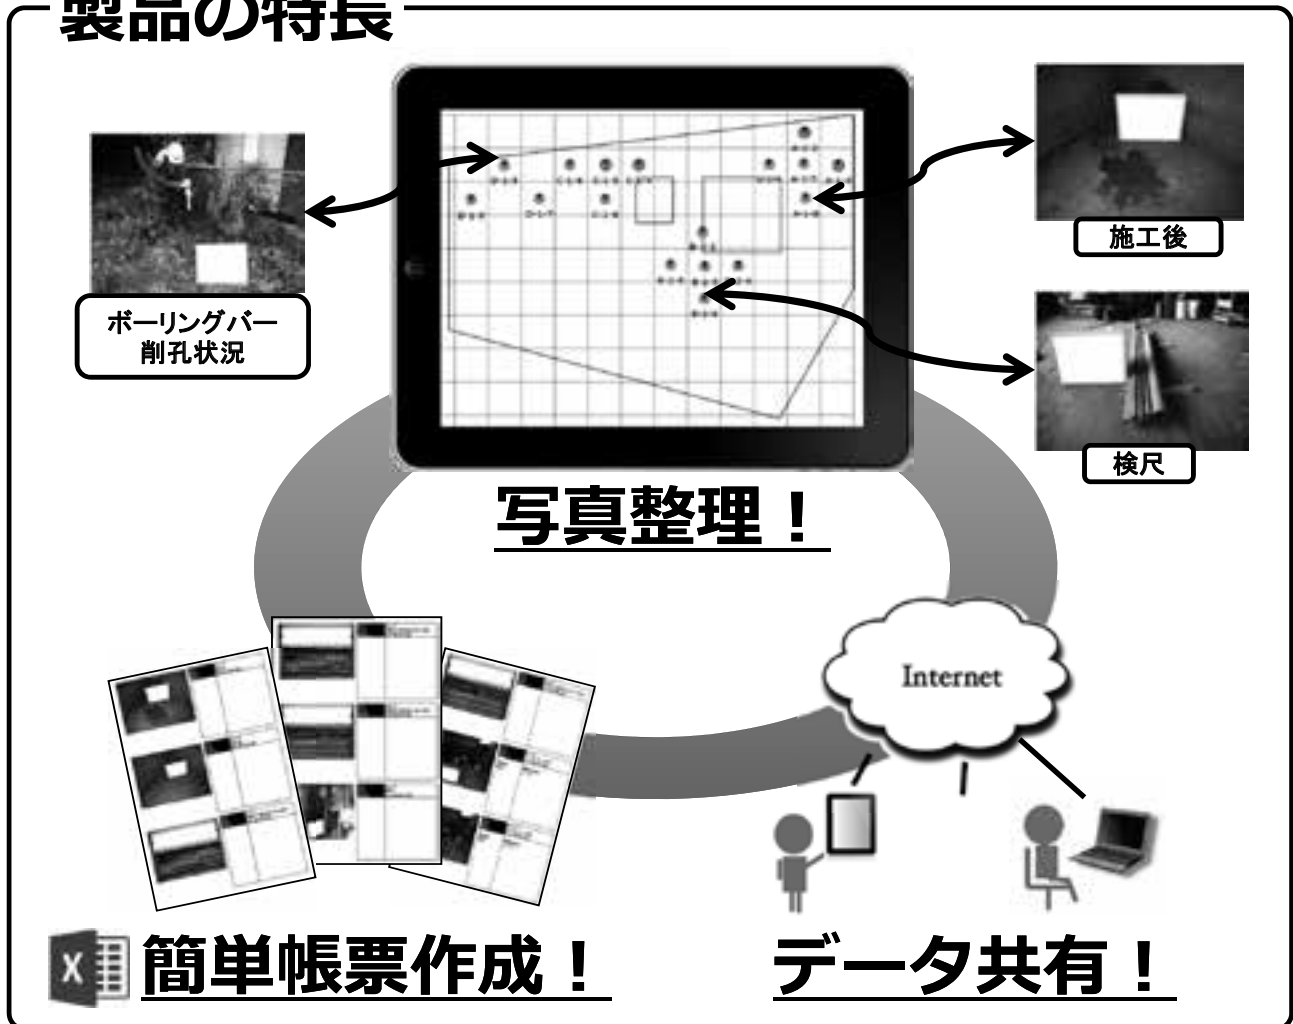 製品の特長
施工後
ボーリングバー
削孔状況
検尺
写真整理！
Internet
X
簡単帳票作成！
データ共有！